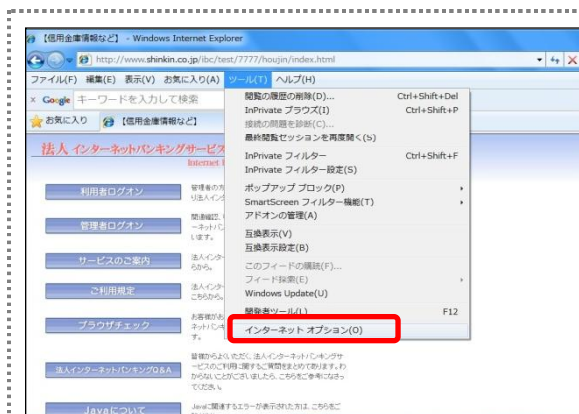 【信用金庫情報など】 - Windows Internet Explorer
http://www.shinkin.co.jp/ibc/test/7777/houjin/index.html
ファイル(F) 編集(E) 表示(V) お気に入り(A) ツール(T) ヘルプ(H)
× Google キーワードを入力して検索
お気に入り 【信用金庫情報など】
法人 インターネットバンキングサービス
Internet
利用者ログオン
管理者ログオン
サービスのご案内
ご利用規定
ブラウザチェック
法人インターネットバンキングQ&A
Javaについて
閲覧の履歴の削除(D)... Ctrl+Shift+Del
InPrivate ブラウズ(I) Ctrl+Shift+P
接続の問題を診断(C)...
最終閲覧セッションを再度開く(S)
InPrivate フィルター Ctrl+Shift+F
InPrivate フィルター設定(S)
ポップアップ ブロック(P)
SmartScreen フィルター機能(T)
アドオンの管理(A)
互換表示(V)
互換表示設定(B)
このフィードの購読(F)...
フィード探索(E)
Windows Update(U)
開発者ツール(L) F12
インターネット オプション(O)
皆様からよくいただく、法人インターネットバンキングサ
ービスのご利用に関するご質問をまとめてあります。わ
からないことがございましたら、こちらをご参考になさっ
てください。
Javaに関連するエラーが表示された方は、こちらをご